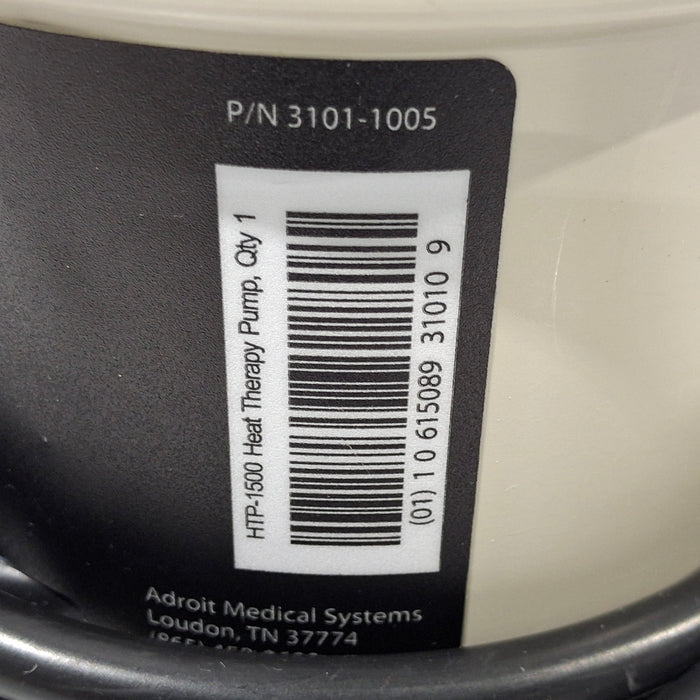 P/N 3101-1005
HTP-1500 Heat Therapy Pump, Qty 1
(01) 1 0 615089 31010 9
Adroit Medical Systems
Loudon, TN 37774